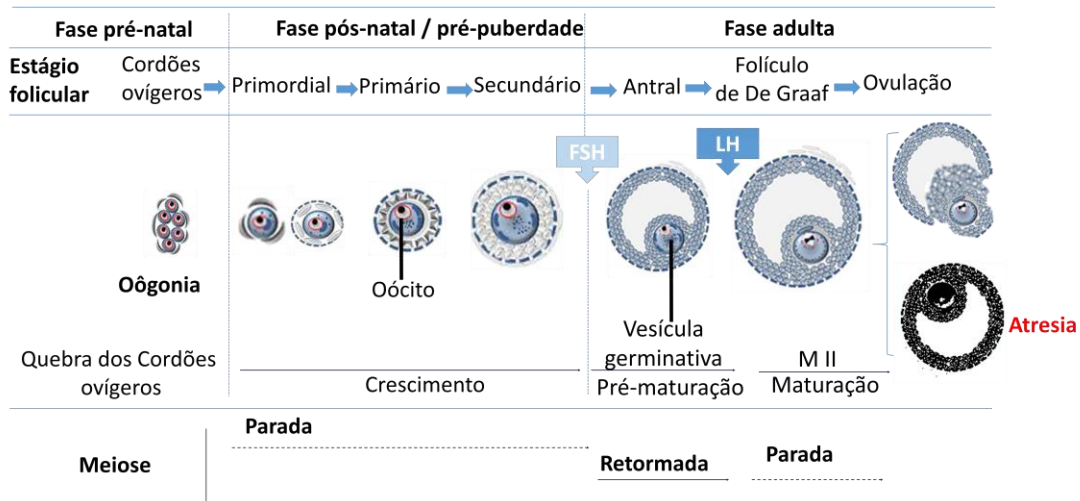 Fase pré-natal
Fase pós-natal / pré-puberdade
Fase adulta
Estágio
folicular
Cordões
ovígeros
Primordial
Primário
Secundário
Antral
Folículo
de De Graaf
Ovulação
FSH
LH
Oôgonia
Oócito
Vesícula
germinativa
Atresia
Quebra dos Cordões
ovígeros
Crescimento
Pré-maturação
M II
Maturação
Meiose
Parada
Retormada
Parada